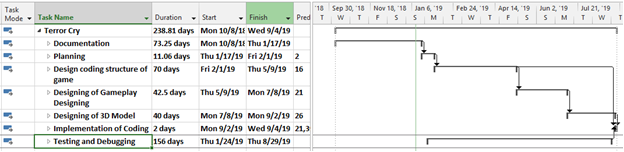 Task Mode Task Name Duration Start Finish Pred
'18 Sep 30, '18 Nov 18, '18 Jan 6, '19 Feb 24, '19 Apr 14, '19 Jun 2, '19 Jul 21, '19
T S W S T M F T S W S T M
Terror Cry 238.81 days Mon 10/8/18 Wed 9/4/19
Documentation 73.25 days Mon 10/8/18 Thu 1/17/19
Planning 11.06 days Thu 1/17/19 Fri 2/1/19 2
Design coding structure of game 70 days Fri 2/1/19 Thu 5/9/19 16
Designing of Gameplay Designing 42.5 days Thu 5/9/19 Mon 7/8/19 21
Designing of 3D Model 40 days Mon 7/8/19 Mon 9/2/19 26
Implementation of Coding 2 days Mon 9/2/19 Wed 9/4/19 21,3
Testing and Debugging 156 days Thu 1/24/19 Thu 8/29/19